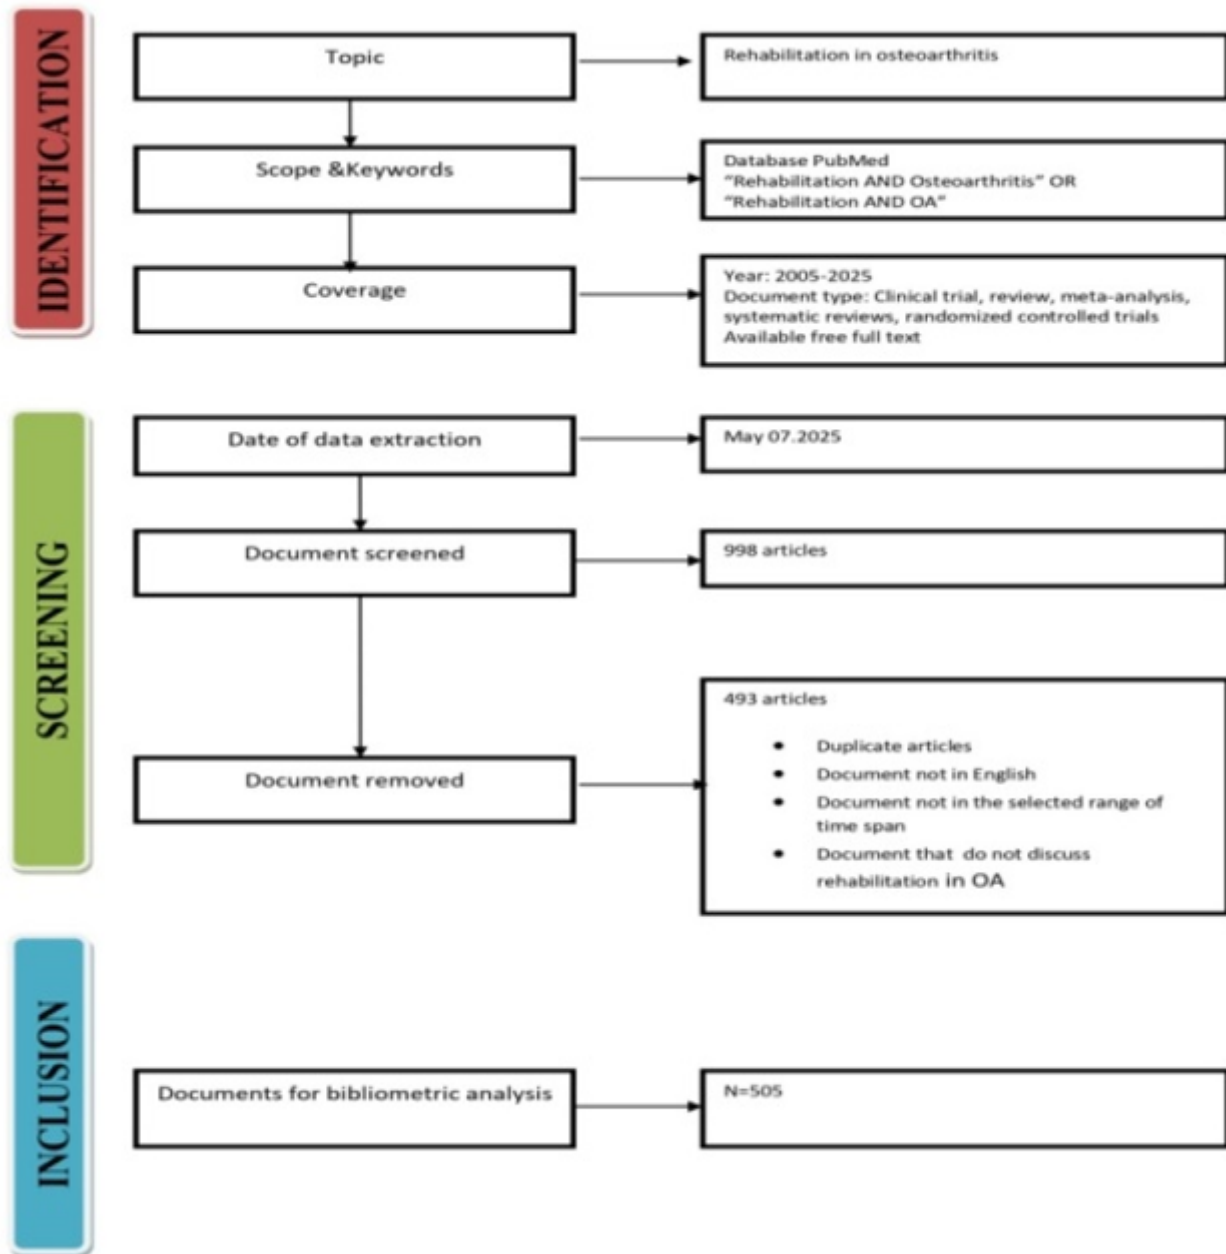 IDENTIFICATION
Topic
Rehabilitation in osteoarthritis
Scope &Keywords
Database PubMed
“Rehabilitation AND Osteoarthritis” OR
“Rehabilitation AND OA”
Coverage
Year: 2005-2025
Document type: Clinical trial, review, meta-analysis,
systematic reviews, randomized controlled trials
Available free full text
SCREENING
Date of data extraction
May 07.2025
Document screened
998 articles
Document removed
493 articles
• Duplicate articles
• Document not in English
• Document not in the selected range of
time span
• Document that do not discuss
rehabilitation in OA
INCLUSION
Documents for bibliometric analysis
N=505